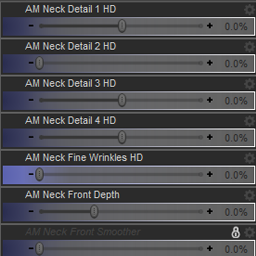 AM Neck Detail 1 HD
- + 0.0%
AM Neck Detail 2 HD
- + 0.0%
AM Neck Detail 3 HD
- + 0.0%
AM Neck Detail 4 HD
- + 0.0%
AM Neck Fine Wrinkles HD
- + 0.0%
AM Neck Front Depth
- + 0.0%
AM Neck Front Smoother
- + 0.0%